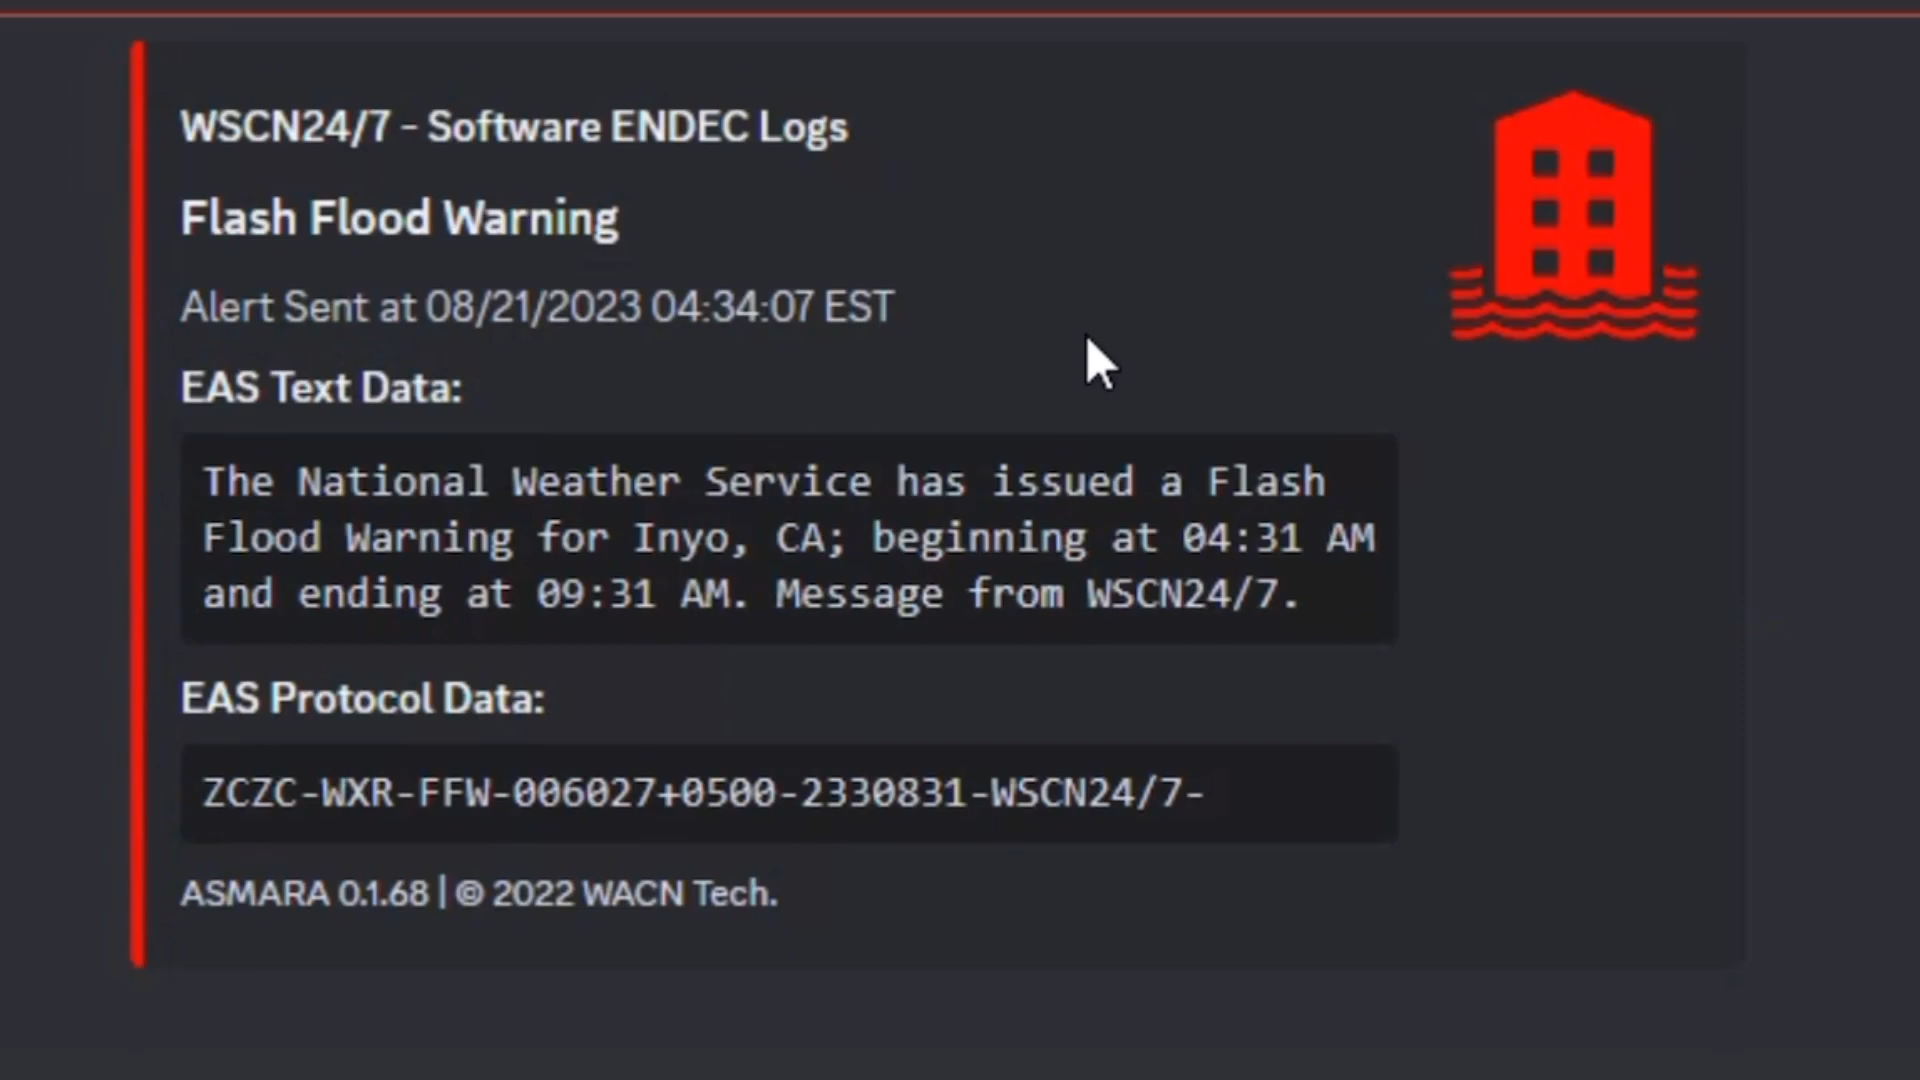 WSCN24/7 - Software ENDEC Logs
Flash Flood Warning
Alert Sent at 08/21/2023 04:34:07 EST
EAS Text Data:
The National Weather Service has issued a Flash
Flood Warning for Inyo, CA; beginning at 04:31 AM
and ending at 09:31 AM. Message from WSCN24/7.
EAS Protocol Data:
ZCZC-WXR-FFW-006027+0500-2330831-WSCN24/7-
ASMARA 0.1.68 | © 2022 WACN Tech.